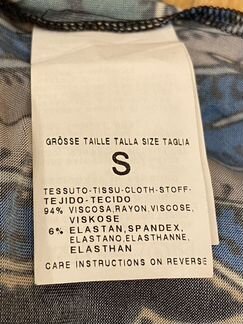 GRÖSSE TAILLE TALLA SIZE TAGLIA
S
TESSUTO-TISSU-CLOTH-STOFF-
TEJIDO-TECIDO
94% VISCOSA,RAYON,VISCOSE,
VISKOSE
6% ELASTAN,SPANDEX,
ELASTANO,ELASTHANNE,
ELASTHAN
CARE INSTRUCTIONS ON REVERSE